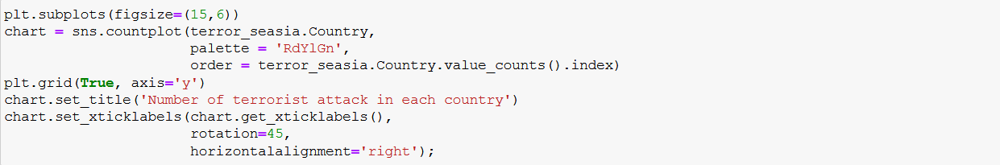 plt.subplots(figsize=(15,6))
chart = sns.countplot(terror_seasia.Country,
                      palette = 'RdYlGn',
                      order = terror_seasia.Country.value_counts().index)
plt.grid(True, axis='y')
chart.set_title('Number of terrorist attack in each country')
chart.set_xticklabels(chart.get_xticklabels(),
                      rotation=45,
                      horizontalalignment='right');